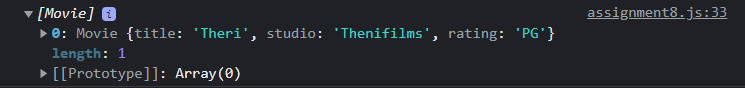 ▼ [Movie] i assignment8.js:33
▶ 0: Movie {title: 'Theri', studio: 'Thenifilms', rating: 'PG'}
length: 1
▶ [[Prototype]]: Array(0)